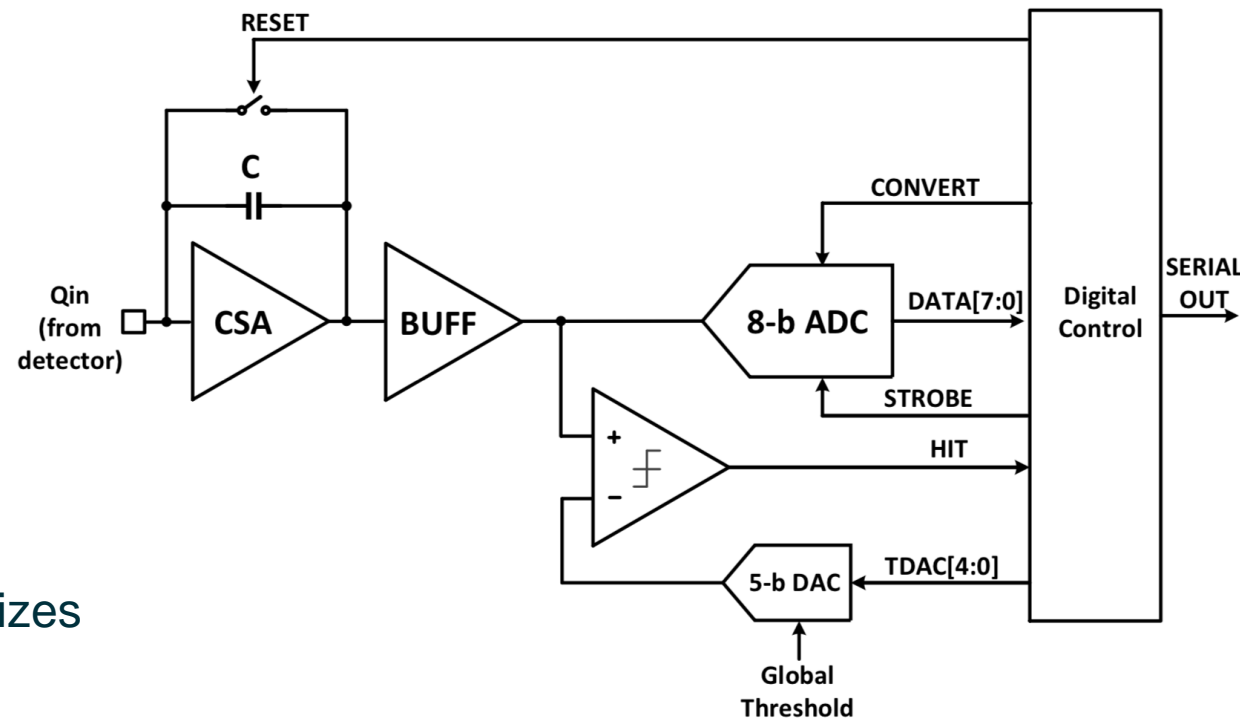 RESET
C
CONVERT
SERIAL
OUT
Qin
(from
detector)
CSA
BUFF
8-b ADC
DATA[7:0]
Digital
Control
STROBE
+
HIT
−
5-b DAC
TDAC[4:0]
izes
Global
Threshold